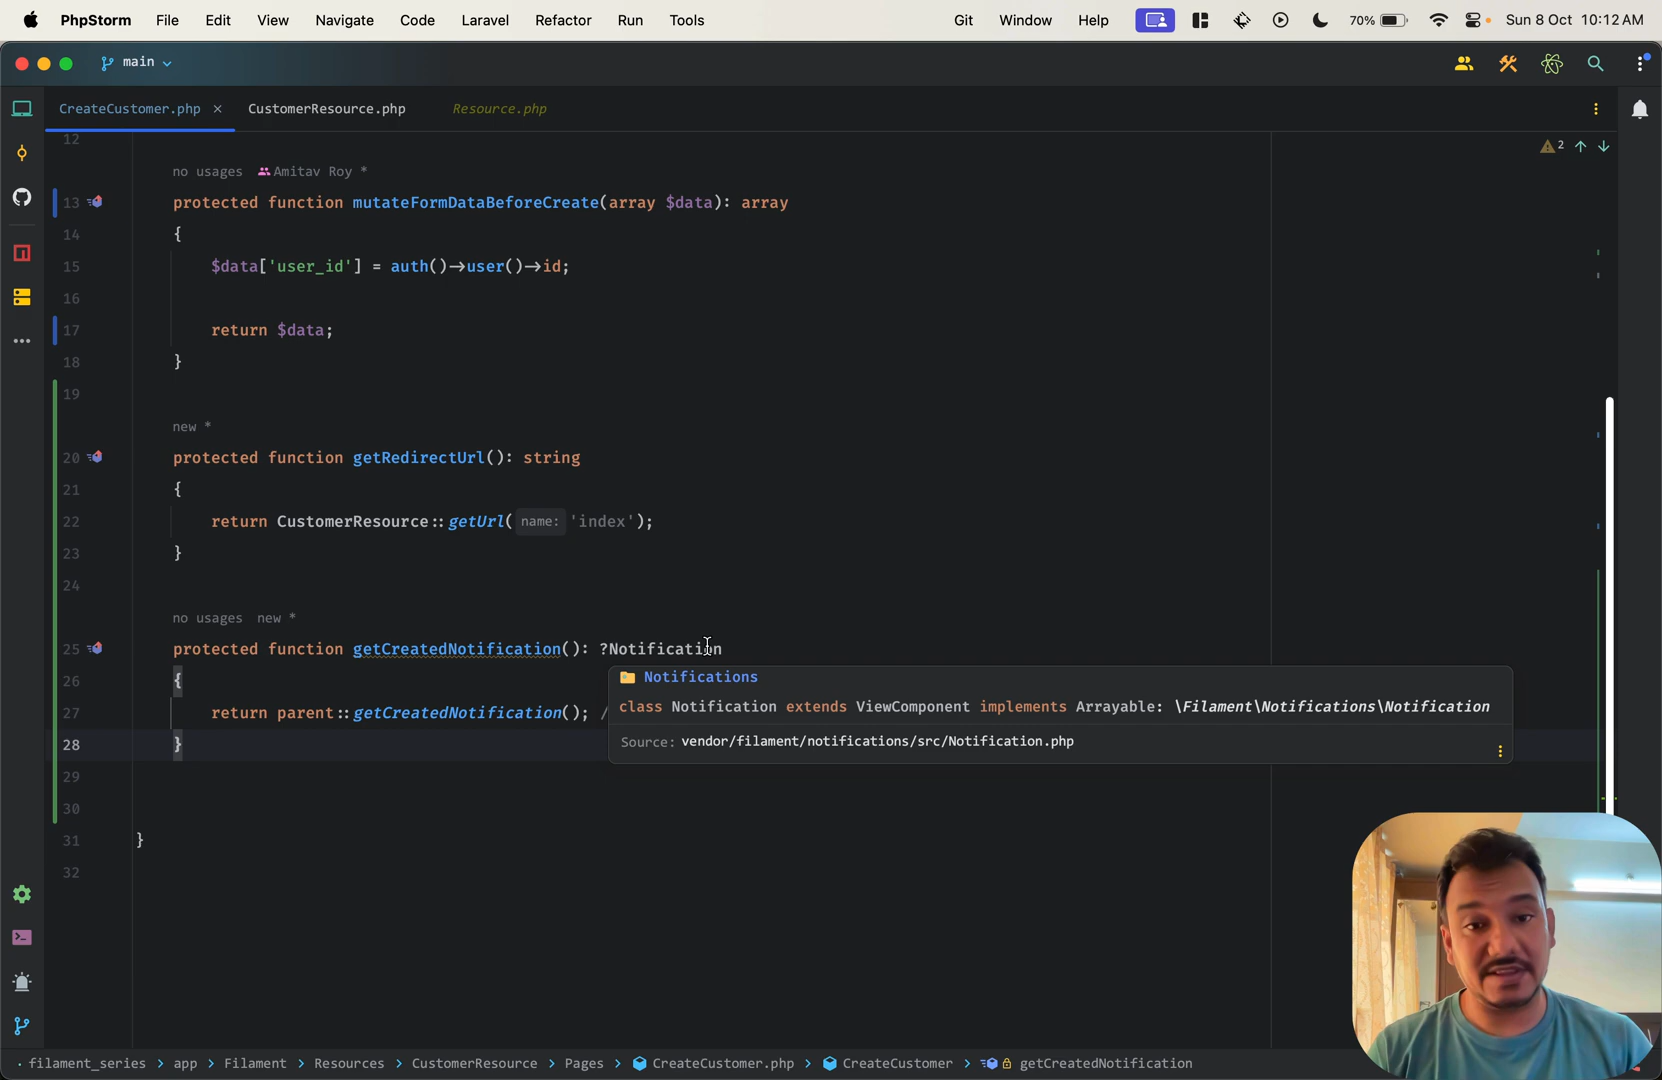 PhpStorm File Edit View Navigate Code Laravel Refactor Run Tools Git Window Help 70% Sun 8 Oct 10:12 AM
main
CreateCustomer.php × CustomerResource.php Resource.php
12
2
no usages Amitav Roy *
13 protected function mutateFormDataBeforeCreate(array $data): array
14 {
15 $data['user_id'] = auth()→user()→id;
16
17 return $data;
18 }
19
new *
20 protected function getRedirectUrl(): string
21 {
22 return CustomerResource::getUrl( name: 'index');
23 }
24
no usages new *
25 protected function getCreatedNotification(): ?Notification
26 {
Notifications
class Notification extends ViewComponent implements Arrayable: \Filament\Notifications\Notification
27 return parent::getCreatedNotification(); /
Source: vendor/filament/notifications/src/Notification.php
28 }
29
30
31 }
32
filament_series > app > Filament > Resources > CustomerResource > Pages > CreateCustomer.php > CreateCustomer > getCreatedNotification